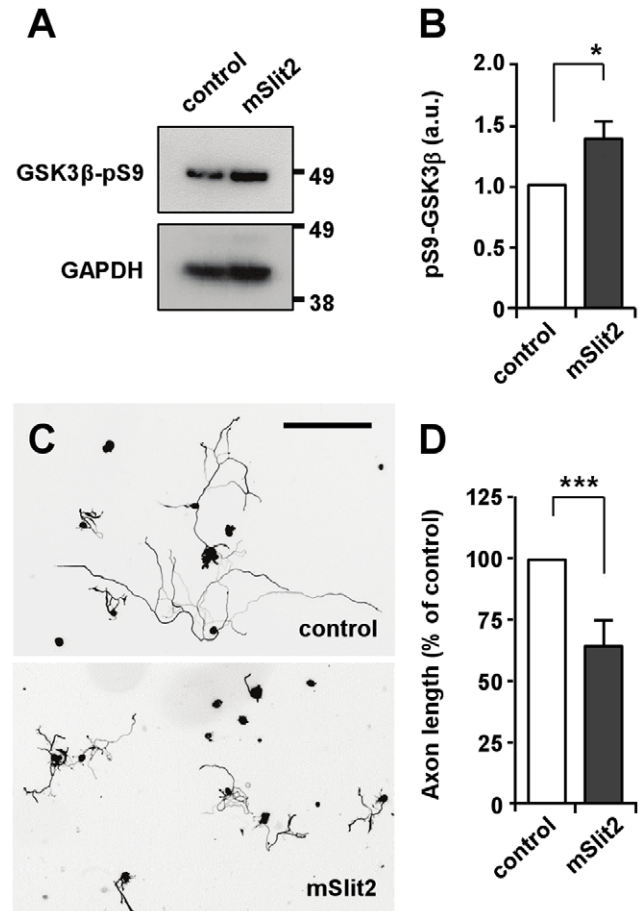 A
control
mSlit2
GSK3β-pS9
49
49
GAPDH
38
B
pS9-GSK3β (a.u.)
2.0
*
1.5
1.0
0.5
0
control
mSlit2
C
control
mSlit2
D
Axon length (% of control)
125
***
100
75
50
25
0
control
mSlit2